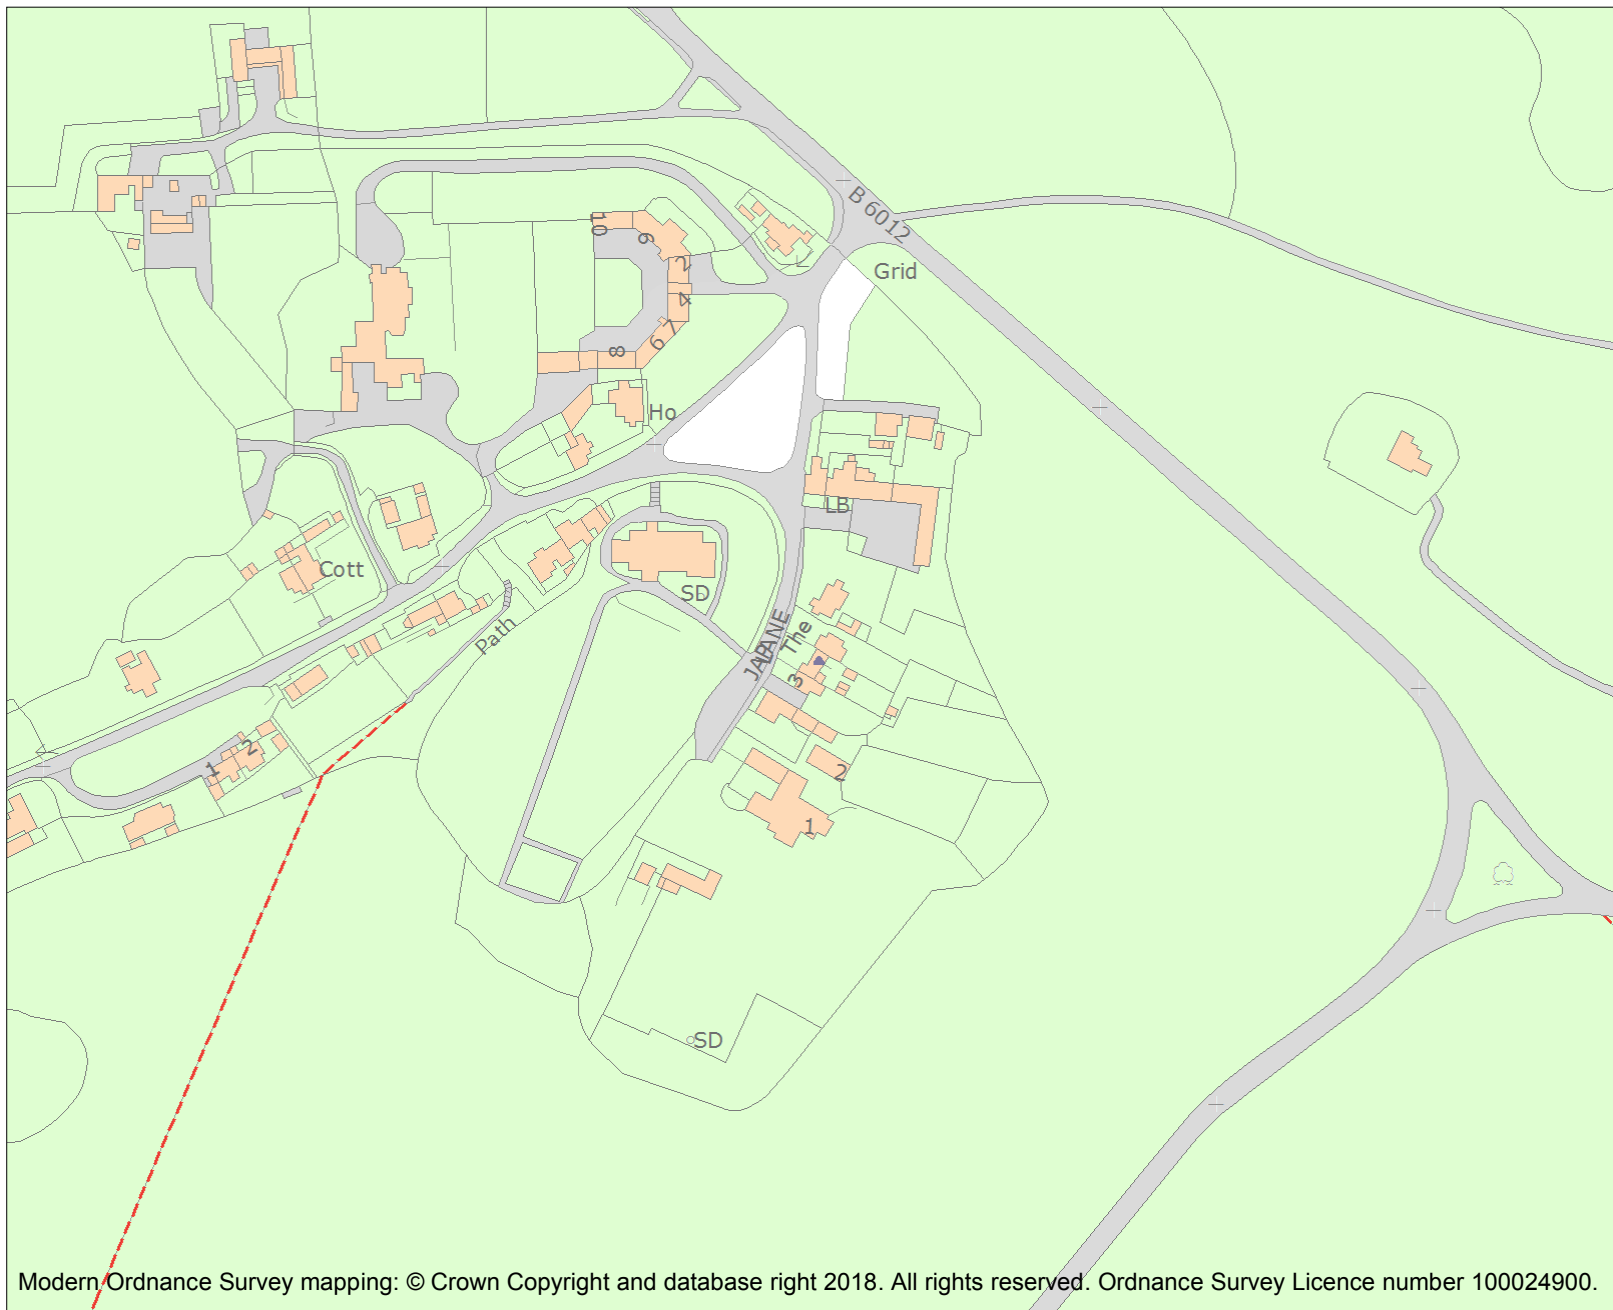 B 6012
Grid
10
9
2
4
7
6
8
L
Ho
LB
Cott
SD
Path
The
LANE
3
2
1
2
1
SD
Modern Ordnance Survey mapping: © Crown Copyright and database right 2018. All rights reserved. Ordnance Survey Licence number 100024900.